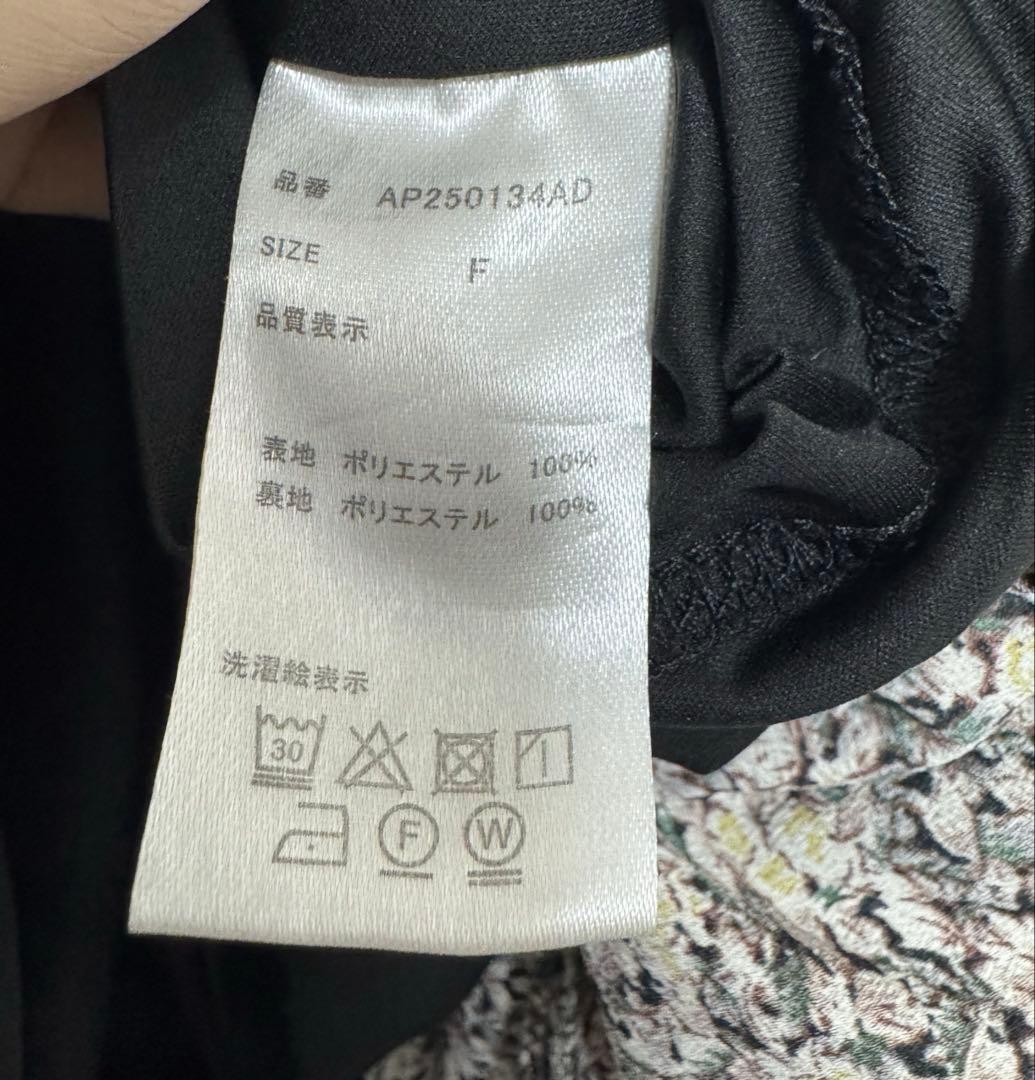 品番 AP250134AD
SIZE F
品質表示
表地 ポリエステル 100%
裏地 ポリエステル 100%
洗濯絵表示
30
F W